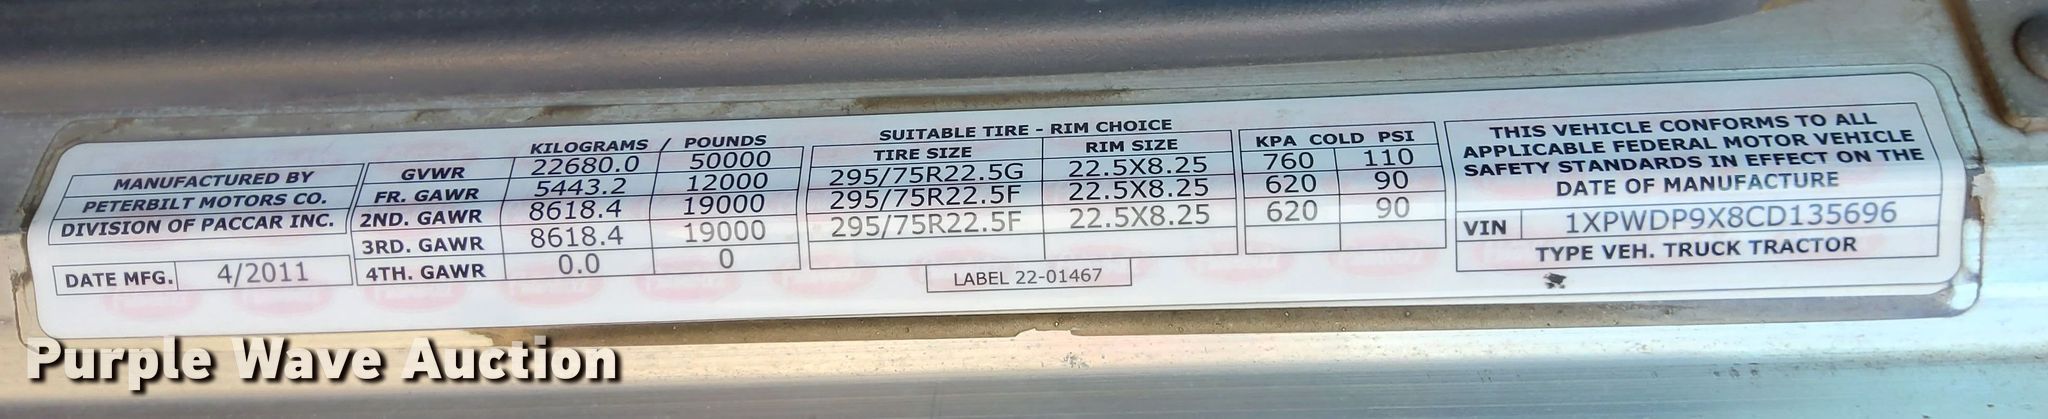 KILOGRAMS / POUNDS
SUITABLE TIRE - RIM CHOICE
TIRE SIZE RIM SIZE KPA COLD PSI
MANUFACTURED BY
PETERBILT MOTORS CO.
DIVISION OF PACCAR INC.
DATE MFG. 4/2011
GVWR 22680.0 50000
FR. GAWR 5443.2 12000 295/75R22.5G 22.5X8.25 760 110
2ND. GAWR 8618.4 19000 295/75R22.5F 22.5X8.25 620 90
3RD. GAWR 8618.4 19000 295/75R22.5F 22.5X8.25 620 90
4TH. GAWR 0.0 0
LABEL 22-01467
THIS VEHICLE CONFORMS TO ALL
APPLICABLE FEDERAL MOTOR VEHICLE
SAFETY STANDARDS IN EFFECT ON THE
DATE OF MANUFACTURE
VIN 1XPWDP9X8CD135696
TYPE VEH. TRUCK TRACTOR
Purple Wave Auction